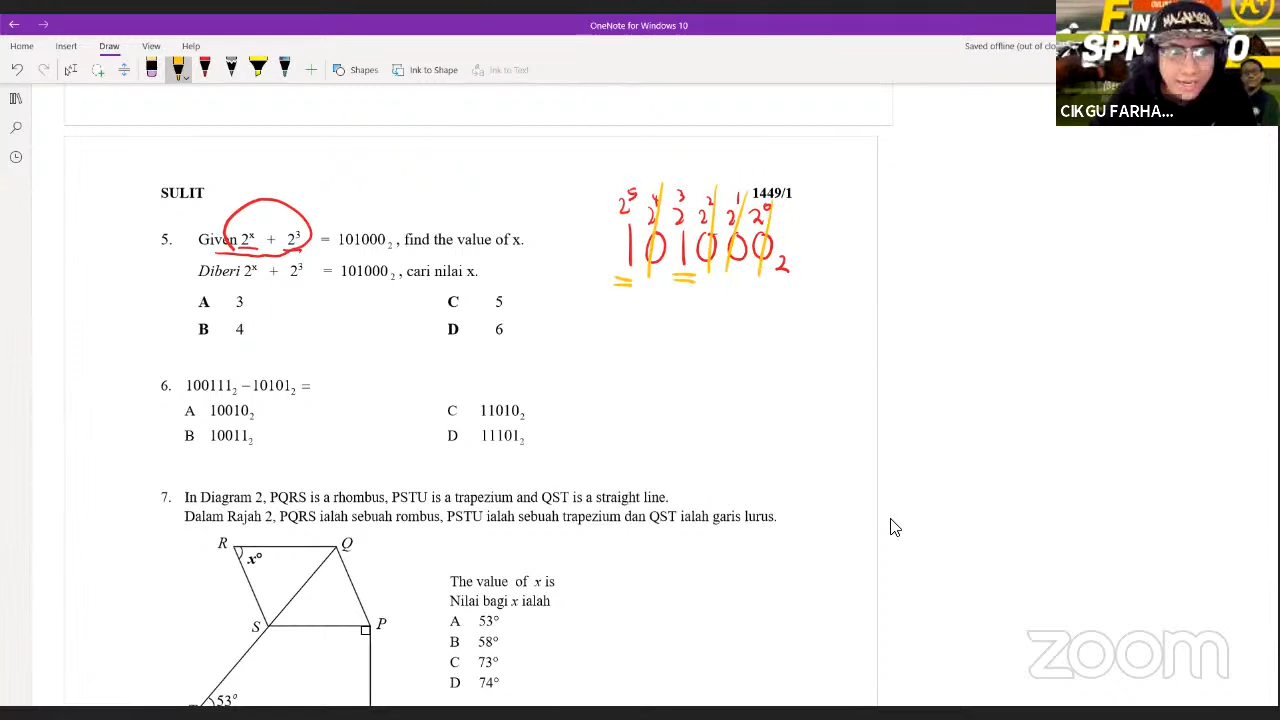 OneNote for Windows 10
Home Insert Draw View Help
Saved offline (out of
Shapes Ink to Shape Ink to Text
MALAYSIA
A+
SPM
CIKGU FARHA...
SULIT
1449/1
5. Given 2ˣ + 2³ = 101000₂ , find the value of x.
Diberi 2ˣ + 2³ = 101000₂ , cari nilai x.
A 3 C 5
B 4 D 6
2⁵ 2⁴ 2³ 2² 2¹ 2⁰
1 0 1 0 0 0 ₂
6. 100111₂ −10101₂ =
A 10010₂ C 11010₂
B 10011₂ D 11101₂
7. In Diagram 2, PQRS is a rhombus, PSTU is a trapezium and QST is a straight line.
Dalam Rajah 2, PQRS ialah sebuah rombus, PSTU ialah sebuah trapezium dan QST ialah garis lurus.
R Q
x°
S P
53°
The value of x is
Nilai bagi x ialah
A 53°
B 58°
C 73°
D 74°
zoom